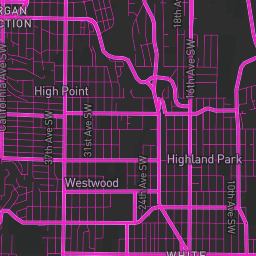 RGAN
CTION
18th A
California Ave SW
16th Ave SW
High Point
31st Ave SW
37th Ave SW
Highland Park
Westwood
24th Ave SW
10th Ave SW
WHITE